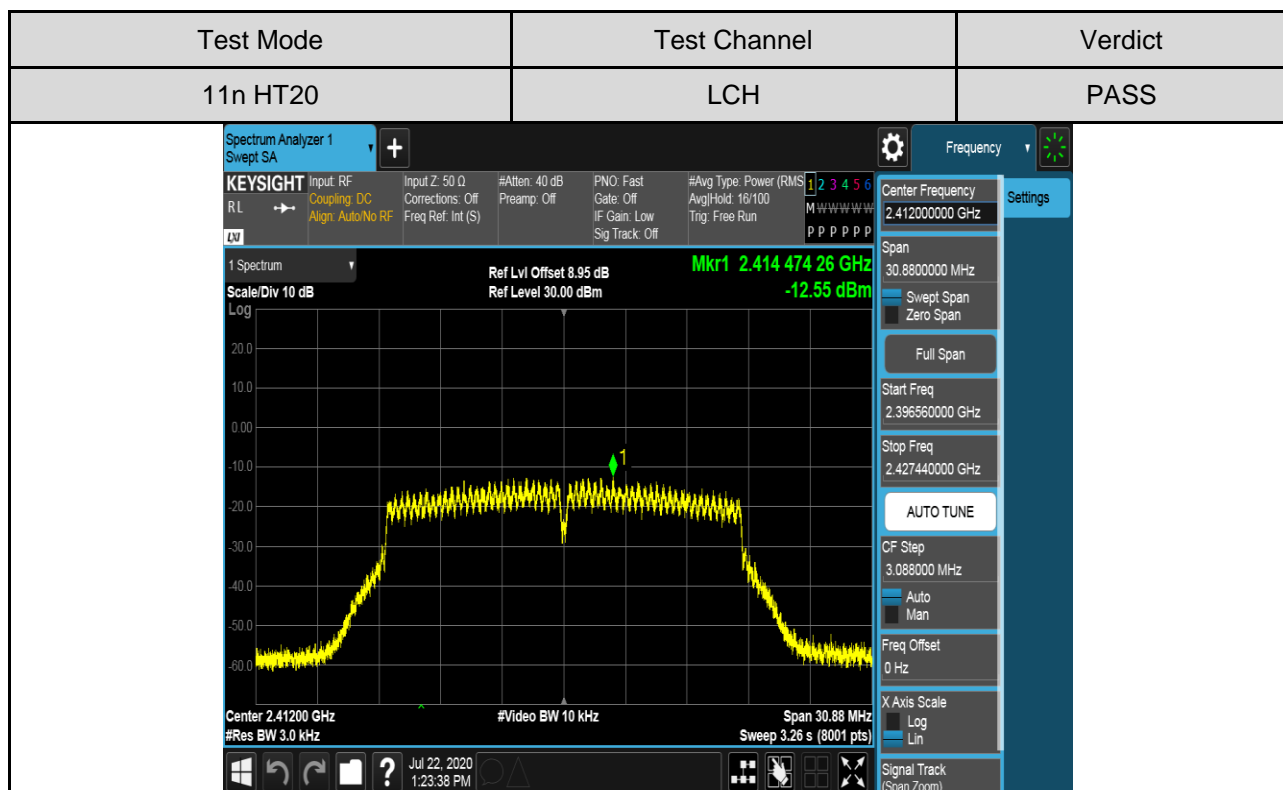 Test Mode Test Channel Verdict
11n HT20 LCH PASS
Spectrum Analyzer 1
Swept SA
+
Frequency
KEYSIGHT
RL
LXI
Input: RF
Coupling: DC
Align: Auto/No RF
Input Z: 50 Ω
Corrections: Off
Freq Ref: Int (S)
#Atten: 40 dB
Preamp: Off
PNO: Fast
Gate: Off
IF Gain: Low
Sig Track: Off
#Avg Type: Power (RMS
Avg|Hold: 16/100
Trig: Free Run
1 2 3 4 5 6
M W W W W W
P P P P P P
1 Spectrum
Scale/Div 10 dB
Ref Lvl Offset 8.95 dB
Ref Level 30.00 dBm
Mkr1 2.414 474 26 GHz
-12.55 dBm
Log
20.0
10.0
0.00
-10.0
-20.0
-30.0
-40.0
-50.0
-60.0
1
Center 2.41200 GHz
#Res BW 3.0 kHz
#Video BW 10 kHz
Span 30.88 MHz
Sweep 3.26 s (8001 pts)
?
Jul 22, 2020
1:23:38 PM
Center Frequency
2.412000000 GHz
Span
30.8800000 MHz
Swept Span
Zero Span
Full Span
Start Freq
2.396560000 GHz
Stop Freq
2.427440000 GHz
AUTO TUNE
CF Step
3.088000 MHz
Auto
Man
Freq Offset
0 Hz
X Axis Scale
Log
Lin
Signal Track
(Span Zoom)
Settings